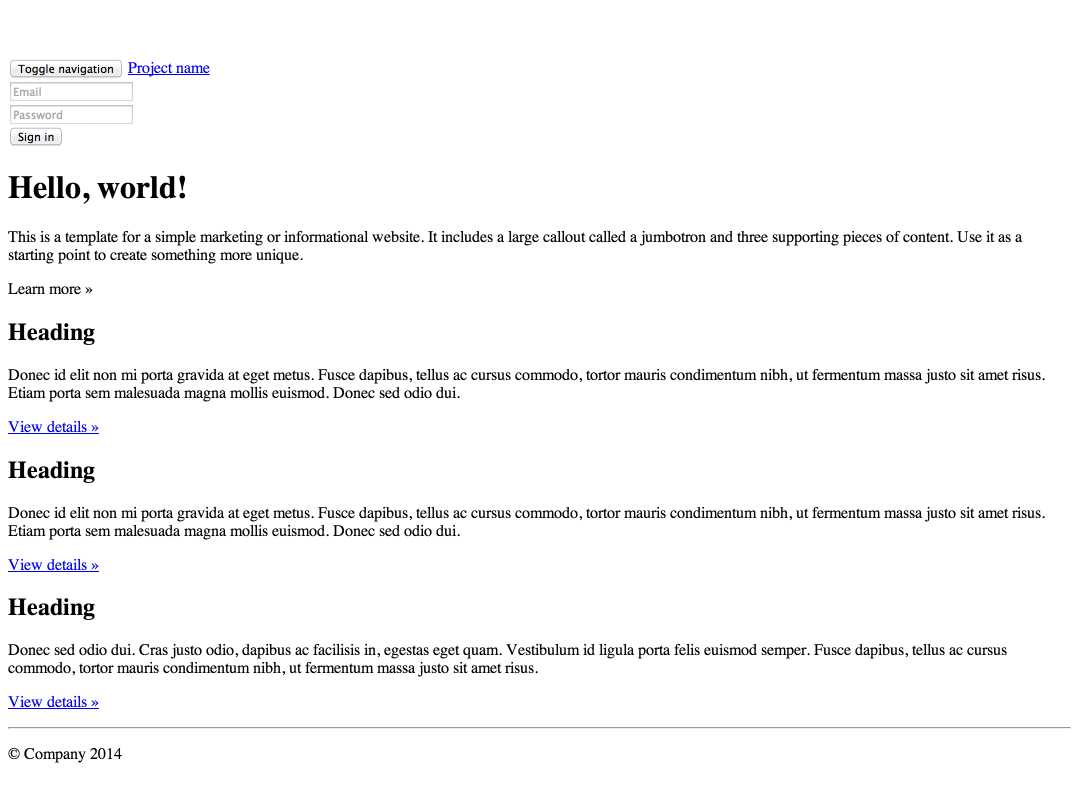 Toggle navigation Project name
Email
Password
Sign in
Hello, world!
This is a template for a simple marketing or informational website. It includes a large callout called a jumbotron and three supporting pieces of content. Use it as a
starting point to create something more unique.
Learn more »
Heading
Donec id elit non mi porta gravida at eget metus. Fusce dapibus, tellus ac cursus commodo, tortor mauris condimentum nibh, ut fermentum massa justo sit amet risus.
Etiam porta sem malesuada magna mollis euismod. Donec sed odio dui.
View details »
Heading
Donec id elit non mi porta gravida at eget metus. Fusce dapibus, tellus ac cursus commodo, tortor mauris condimentum nibh, ut fermentum massa justo sit amet risus.
Etiam porta sem malesuada magna mollis euismod. Donec sed odio dui.
View details »
Heading
Donec sed odio dui. Cras justo odio, dapibus ac facilisis in, egestas eget quam. Vestibulum id ligula porta felis euismod semper. Fusce dapibus, tellus ac cursus
commodo, tortor mauris condimentum nibh, ut fermentum massa justo sit amet risus.
View details »
© Company 2014